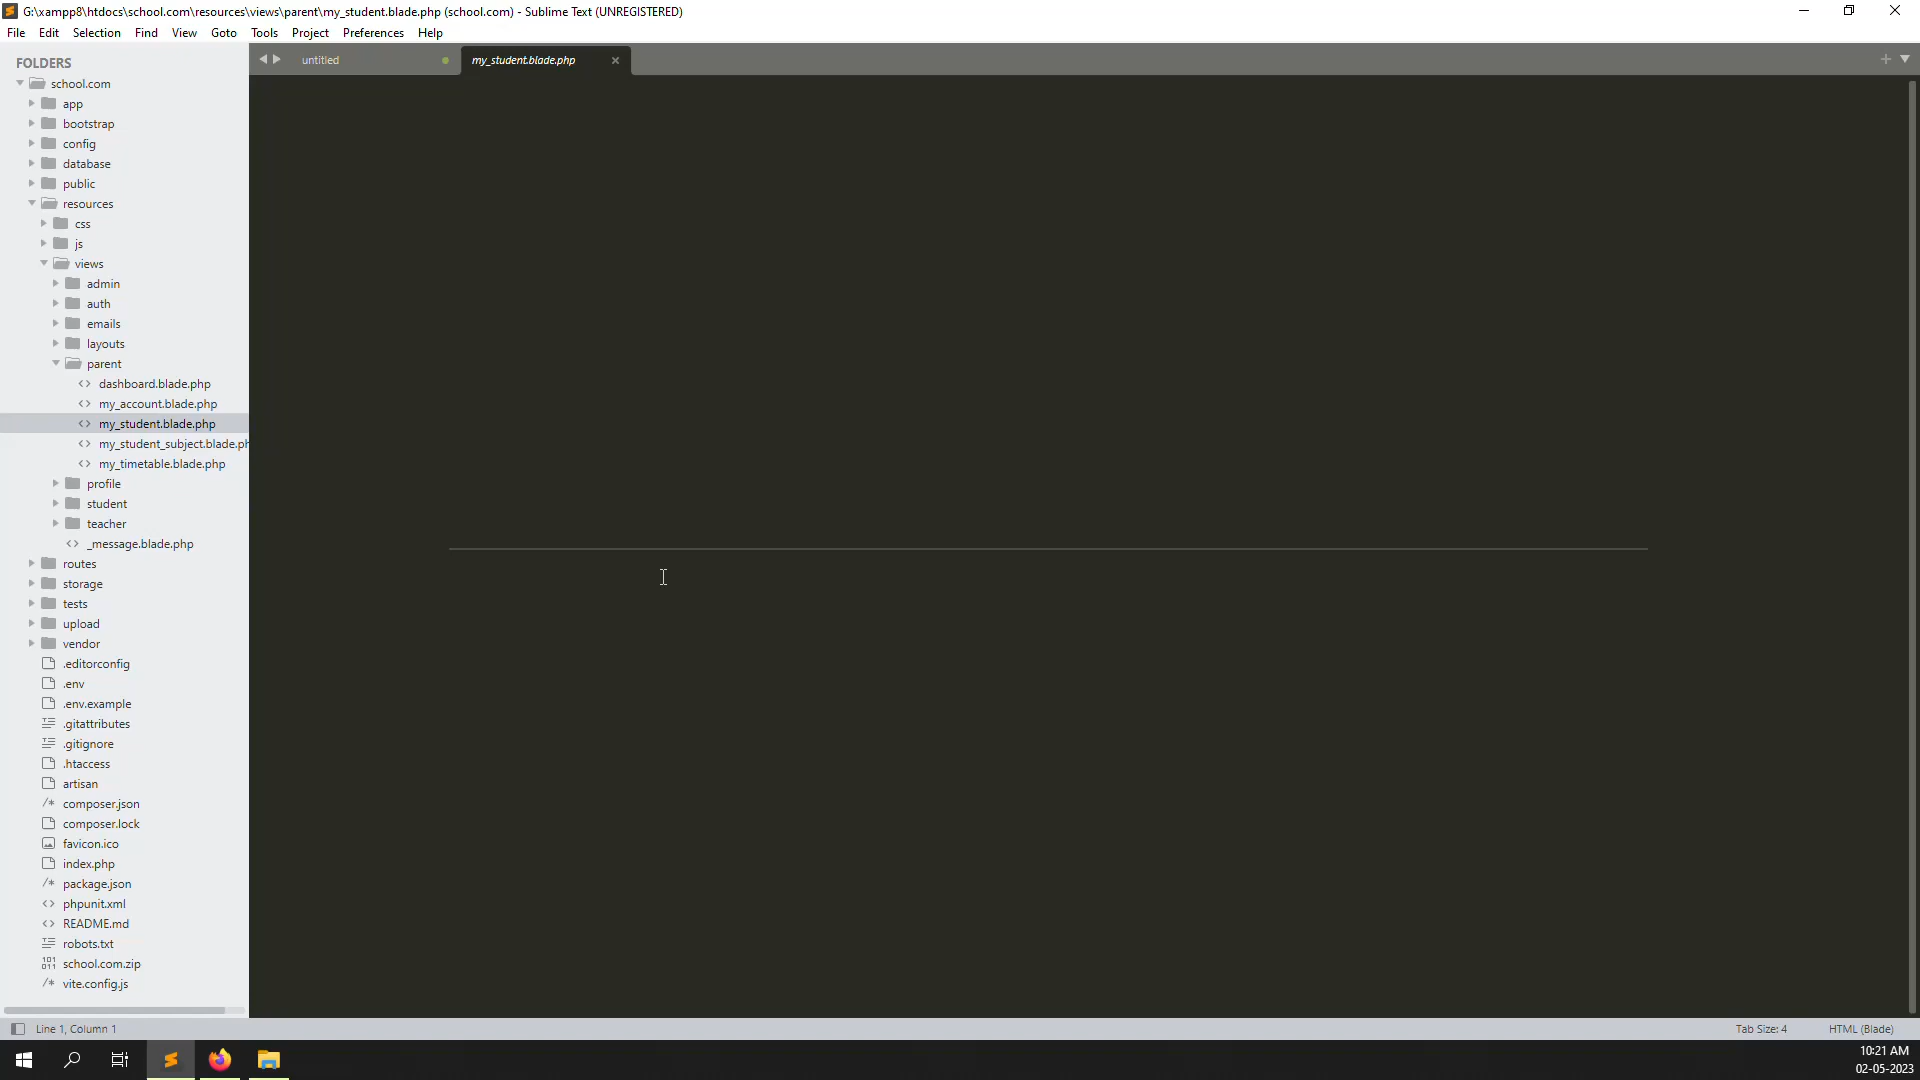 G:\xampp8\htdocs\school.com\resources\views\parent\my_student.blade.php (school.com) - Sublime Text (UNREGISTERED)
File Edit Selection Find View Goto Tools Project Preferences Help
untitled my_student.blade.php
FOLDERS
school.com
app
bootstrap
config
database
public
resources
css
js
views
admin
auth
emails
layouts
parent
dashboard.blade.php
my_account.blade.php
my_student.blade.php
my_student_subject.blade.ph
my_timetable.blade.php
profile
student
teacher
_message.blade.php
routes
storage
tests
upload
vendor
.editorconfig
.env
.env.example
.gitattributes
.gitignore
.htaccess
artisan
composer.json
composer.lock
favicon.ico
index.php
package.json
phpunit.xml
README.md
robots.txt
school.com.zip
vite.config.js
Line 1, Column 1 Tab Size: 4 HTML (Blade)
10:21 AM
02-05-2023